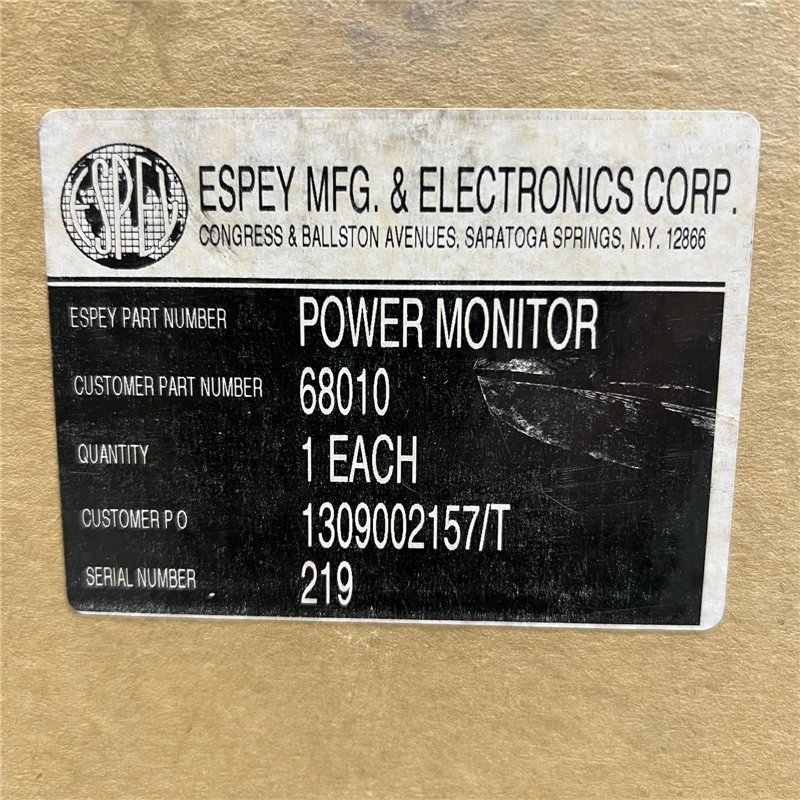 ESPEY
ESPEY MFG. & ELECTRONICS CORP.
CONGRESS & BALLSTON AVENUES, SARATOGA SPRINGS, N.Y. 12866
ESPEY PART NUMBER POWER MONITOR
CUSTOMER PART NUMBER 68010
QUANTITY 1 EACH
CUSTOMER P O 1309002157/T
SERIAL NUMBER 219